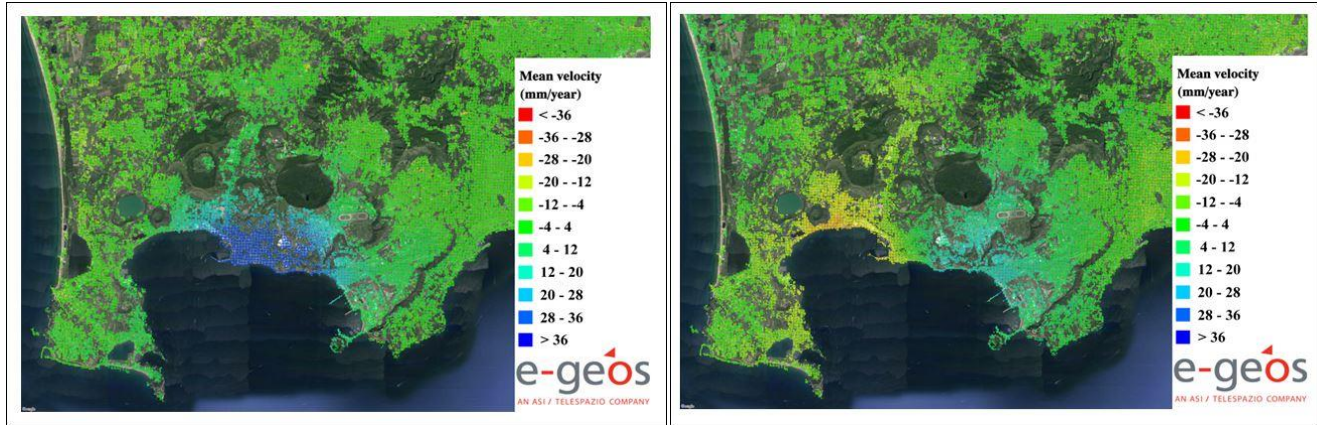 Mean velocity
(mm/year)
< -36
-36 - -28
-28 - -20
-20 - -12
-12 - -4
-4 - 4
4 - 12
12 - 20
20 - 28
28 - 36
> 36
e-geos
AN ASI / TELESPAZIO COMPANY
Google
Mean velocity
(mm/year)
< -36
-36 - -28
-28 - -20
-20 - -12
-12 - -4
-4 - 4
4 - 12
12 - 20
20 - 28
28 - 36
> 36
e-geos
AN ASI / TELESPAZIO COMPANY
Google